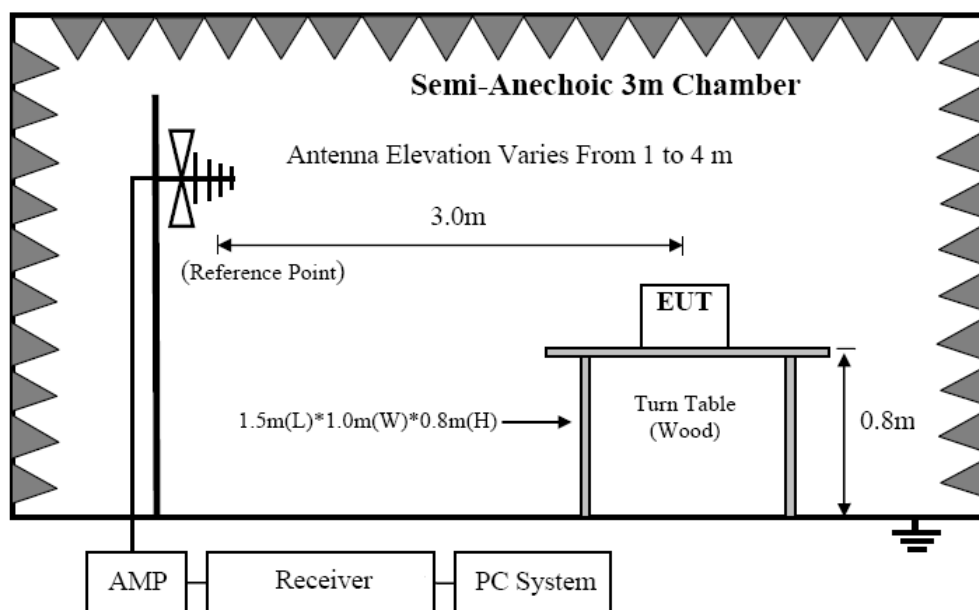 Semi-Anechoic 3m Chamber
Antenna Elevation Varies From 1 to 4 m
3.0m
(Reference Point)
EUT
1.5m(L)*1.0m(W)*0.8m(H)
Turn Table
(Wood)
0.8m
AMP
Receiver
PC System